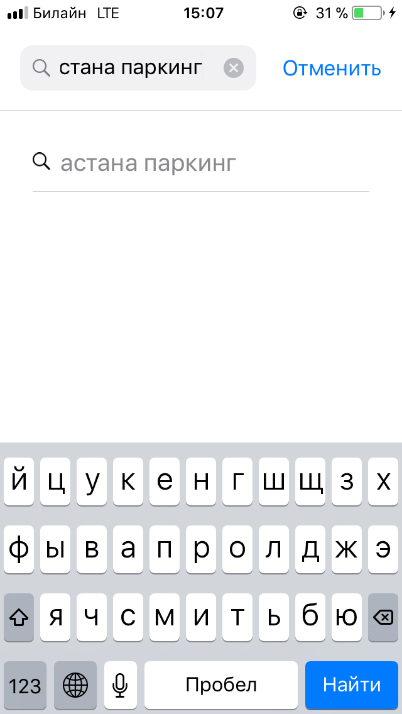 Билайн LTE 15:07 31 %
стана паркинг Отменить
астана паркинг
й ц у к е н г ш щ з х
ф ы в а п р о л д ж э
я ч с м и т ь б ю
123 Пробел Найти